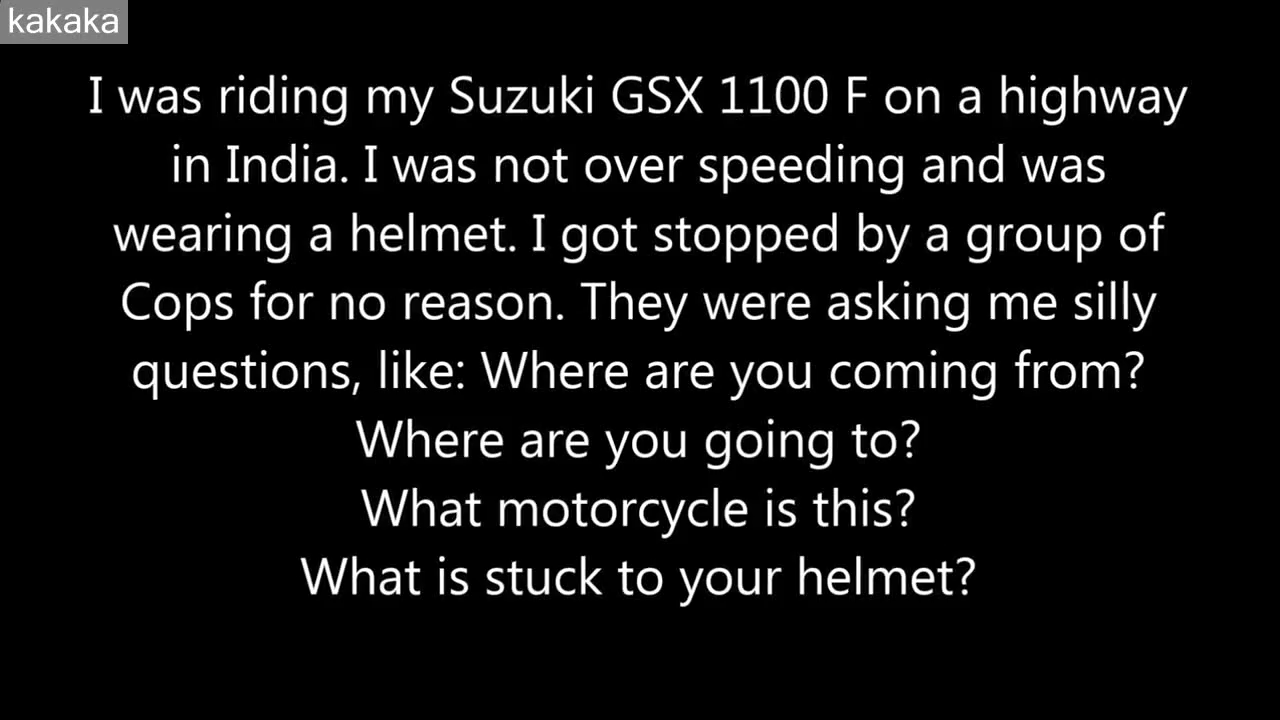 kakaka
I was riding my Suzuki GSX 1100 F on a highway
in India. I was not over speeding and was
wearing a helmet. I got stopped by a group of
Cops for no reason. They were asking me silly
questions, like: Where are you coming from?
Where are you going to?
What motorcycle is this?
What is stuck to your helmet?